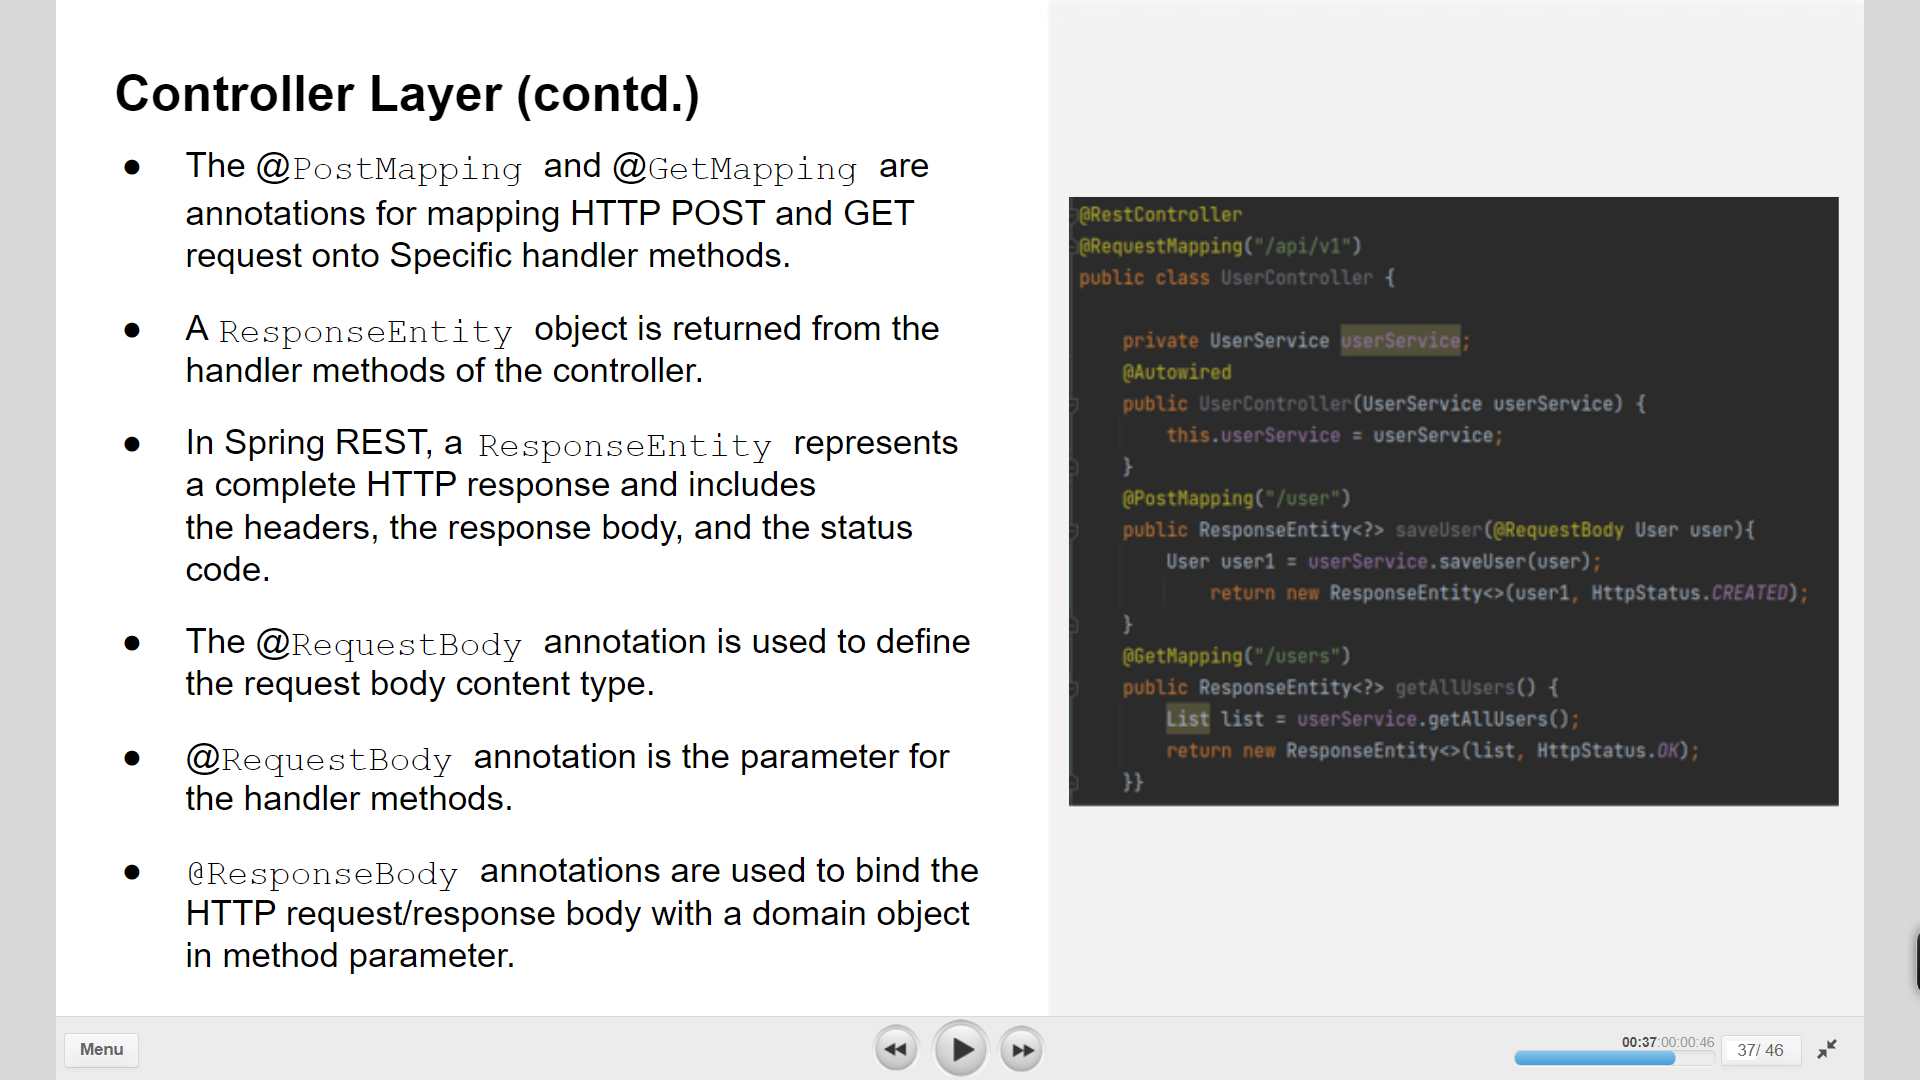 Controller Layer (contd.)
● The @PostMapping and @GetMapping are
annotations for mapping HTTP POST and GET
request onto Specific handler methods.
● A ResponseEntity object is returned from the
handler methods of the controller.
● In Spring REST, a ResponseEntity represents
a complete HTTP response and includes
the headers, the response body, and the status
code.
● The @RequestBody annotation is used to define
the request body content type.
● @RequestBody annotation is the parameter for
the handler methods.
● @ResponseBody annotations are used to bind the
HTTP request/response body with a domain object
in method parameter.
@RestController
@RequestMapping("/api/v1")
public class UserController {
private UserService userService;
@Autowired
public UserController(UserService userService) {
this.userService = userService;
}
@PostMapping("/user")
public ResponseEntity<?> saveUser(@RequestBody User user){
User user1 = userService.saveUser(user);
return new ResponseEntity<>(user1, HttpStatus.CREATED);
}
@GetMapping("/users")
public ResponseEntity<?> getAllUsers() {
List list = userService.getAllUsers();
return new ResponseEntity<>(list, HttpStatus.OK);
}}
Menu
00:37:00:00:46
37/ 46